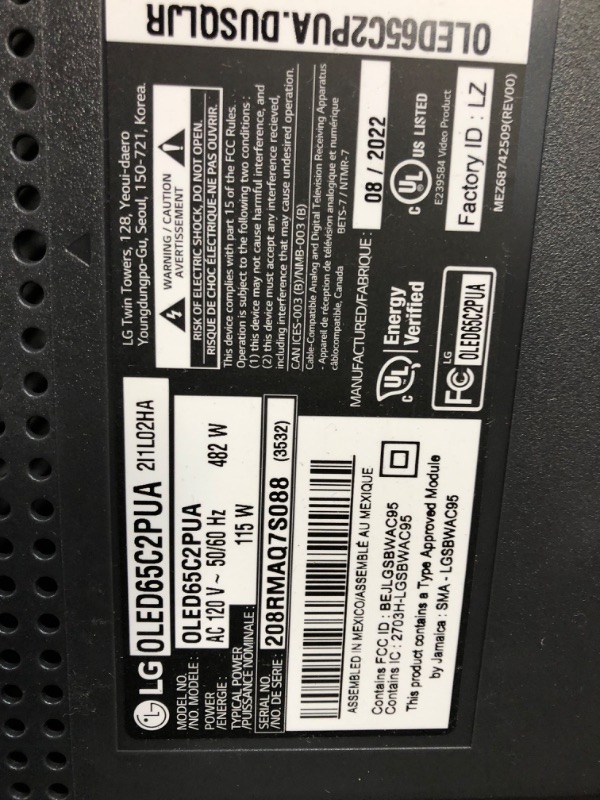 OLED65C2PUA.DUSQLJR
LG OLED65C2PUA 2I1L02HA
LG Twin Towers, 128, Yeoui-daero
Youngdungpo-Gu, Seoul, 150-721, Korea.
MODEL NO.
/NO. MODELE : OLED65C2PUA
POWER
/ENERGIE : AC 120 V ~ 50/60 Hz 482 W
TYPICAL POWER
/PUISSANCE NOMINALE : 115 W
SERIAL NO.
/NO. DE SERIE : 208RMAQ7S088 (3532)
WARNING / CAUTION
AVERTISSEMENT
RISK OF ELECTRIC SHOCK, DO NOT OPEN.
RISQUE DE CHOC ÉLECTRIQUE-NE PAS OUVRIR.
This device complies with part 15 of the FCC Rules.
Operation is subject to the following two conditions :
(1) this device may not cause harmful interference, and
(2) this device must accept any interference recieved,
including interference that may cause undesired operation.
CAN ICES-003 (B)/NMB-003 (B)
Cable-Compatible Analog and Digital Television Receiving Apparatus
- Appareil de réception de télévision analogique et numérique
câblocompatible, Canada BETS-7 / NTMR-7
MANUFACTURED/FABRIQUE : 08 / 2022
ASSEMBLED IN MEXICO/ASSEMBLÉ AU MEXIQUE
Contains FCC ID : BEJLGSBWAC95
Contains IC : 2703H-LGSBWAC95
This product contains a Type Approved Module
by Jamaica : SMA - LGSBWAC95
c UL Energy
Verified
c UL US LISTED
E239584 Video Product
FC LG
OLED65C2PUA
Factory ID : LZ
MEZ68742509(REV00)